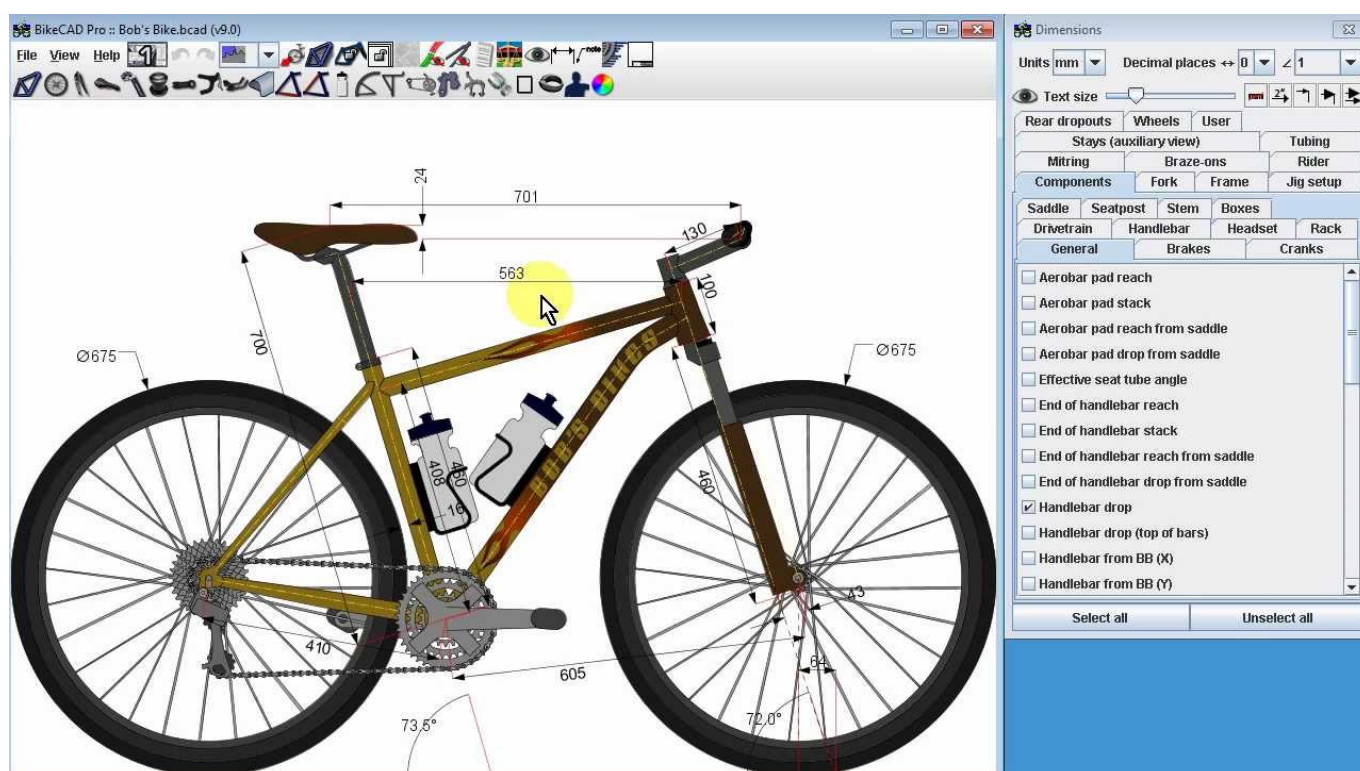 BikeCAD Pro :: Bob's Bike.bcad (v9.0)
File View Help
note
24
701
130
563
100
700
Ø675
Ø675
BOB'S BIKES
408
460
460
16
43
410
605
64
73.5°
72.0°
Dimensions
Units mm Decimal places ↔ 0 ∠ 1
Text size mm 2x
Rear dropouts Wheels User
Stays (auxiliary view) Tubing
Mitring Braze-ons Rider
Components Fork Frame Jig setup
Saddle Seatpost Stem Boxes
Drivetrain Handlebar Headset Rack
General Brakes Cranks
Aerobar pad reach
Aerobar pad stack
Aerobar pad reach from saddle
Aerobar pad drop from saddle
Effective seat tube angle
End of handlebar reach
End of handlebar stack
End of handlebar reach from saddle
End of handlebar drop from saddle
Handlebar drop
Handlebar drop (top of bars)
Handlebar from BB (X)
Handlebar from BB (Y)
Select all Unselect all